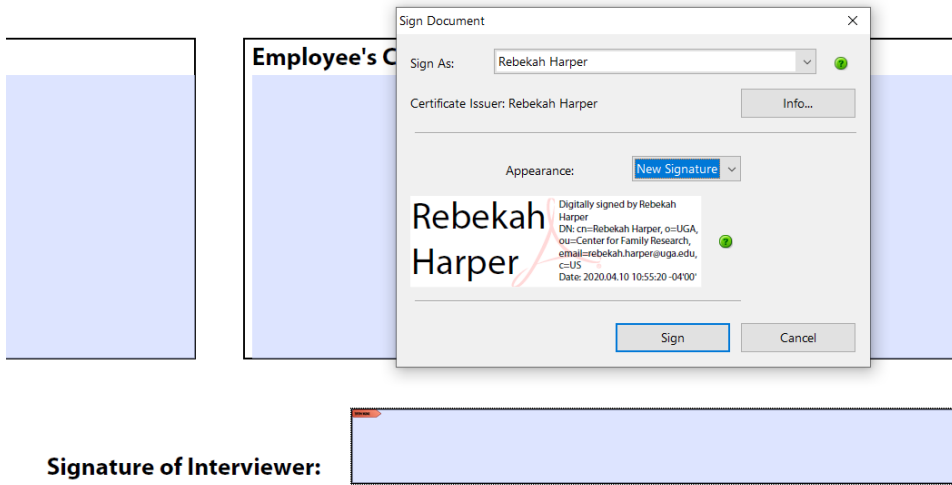 Sign Document
Employee's C
Sign As:
Rebekah Harper
Certificate Issuer: Rebekah Harper
Info...
Appearance:
New Signature
Rebekah
Harper
Digitally signed by Rebekah
Harper
DN: cn=Rebekah Harper, o=UGA,
ou=Center for Family Research,
email=rebekah.harper@uga.edu,
c=US
Date: 2020.04.10 10:55:20 -04'00'
Sign
Cancel
Signature of Interviewer: